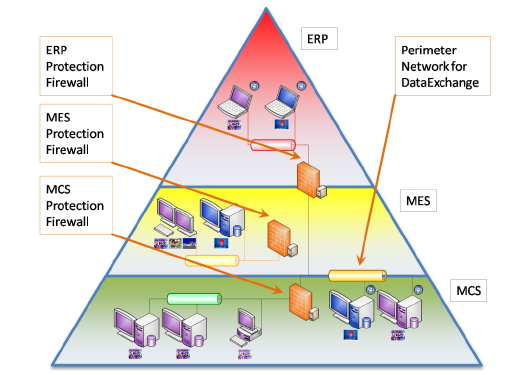 ERP
Protection
Firewall
MES
Protection
Firewall
MCS
Protection
Firewall
ERP
Perimeter
Network for
DataExchange
MES
MCS